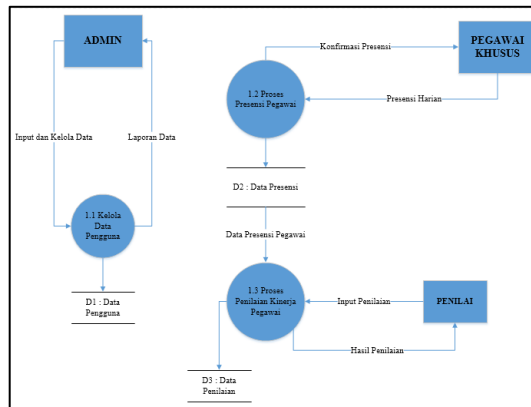 ADMIN
PEGAWAI
KHUSUS
Konfirmasi Presensi
1.2 Proses
Presensi Pegawai
Presensi Harian
Input dan Kelola Data
Laporan Data
D2 : Data Presensi
1.1 Kelola
Data
Pengguna
Data Presensi Pegawai
1.3 Proses
Penilaian Kinerja
Pegawai
Input Penilaian
PENILAI
D1 : Data
Pengguna
Hasil Penilaian
D3 : Data
Penilaian